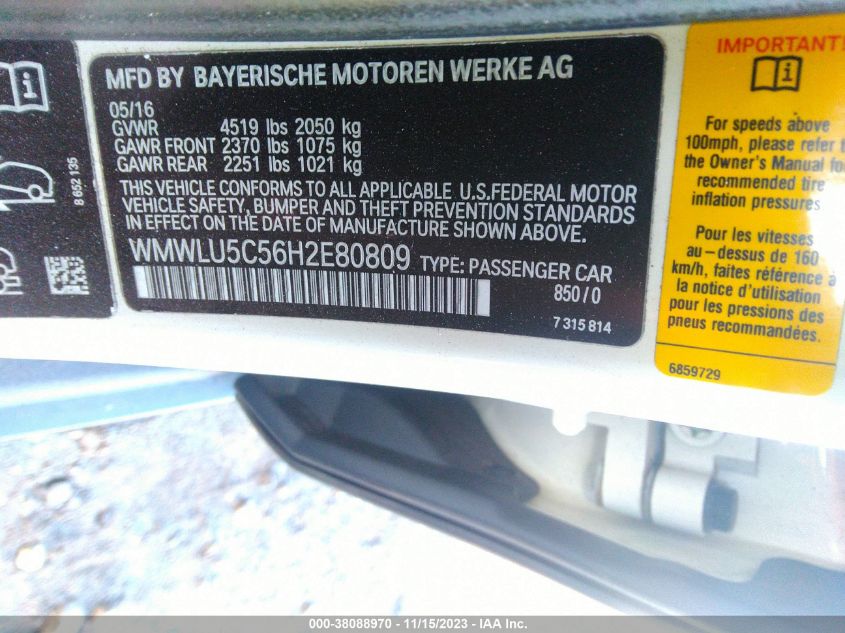 MFD BY BAYERISCHE MOTOREN WERKE AG
05/16
GVWR 4519 lbs 2050 kg
GAWR FRONT 2370 lbs 1075 kg
GAWR REAR 2251 lbs 1021 kg
THIS VEHICLE CONFORMS TO ALL APPLICABLE U.S.FEDERAL MOTOR
VEHICLE SAFETY, BUMPER AND THEFT PREVENTION STANDARDS
IN EFFECT ON THE DATE OF MANUFACTURE SHOWN ABOVE.
WMWLU5C56H2E80809 TYPE: PASSENGER CAR
850/0
7 315 814
8 652 135
IMPORTANT!
For speeds above
100mph, please refer t
the Owner's Manual fo
recommended tire
inflation pressures
Pour les vitesses
au-dessus de 160
km/h, faites référence à
la notice d'utilisation
pour les pressions des
pneus recommandées.
6859729
000-38088970 - 11/15/2023 - IAA Inc.